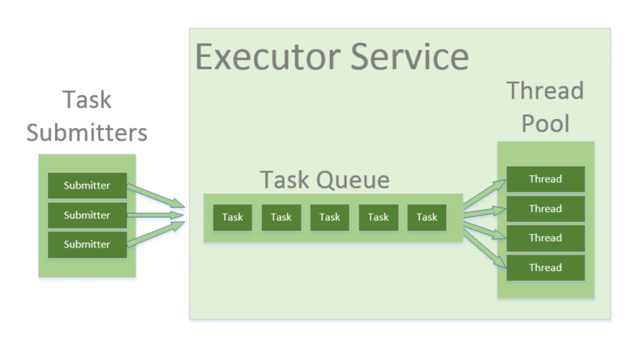 Executor Service
Task
Submitters
Submitter
Submitter
Submitter
Task Queue
Task Task Task Task Task
Thread
Pool
Thread
Thread
Thread
Thread